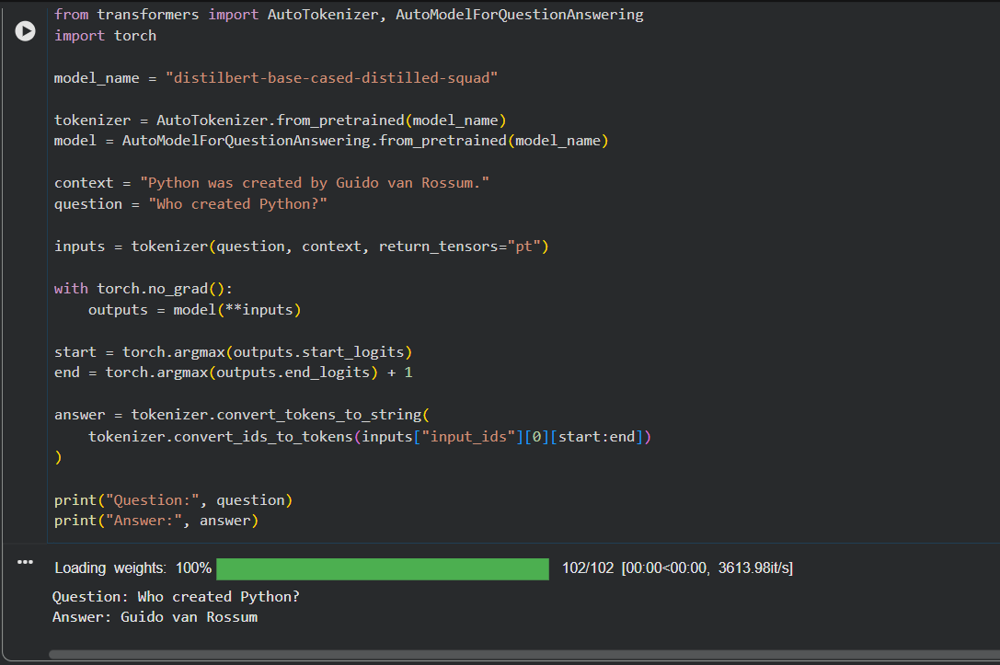 from transformers import AutoTokenizer, AutoModelForQuestionAnswering
import torch
model_name = "distilbert-base-cased-distilled-squad"
tokenizer = AutoTokenizer.from_pretrained(model_name)
model = AutoModelForQuestionAnswering.from_pretrained(model_name)
context = "Python was created by Guido van Rossum."
question = "Who created Python?"
inputs = tokenizer(question, context, return_tensors="pt")
with torch.no_grad():
    outputs = model(**inputs)
start = torch.argmax(outputs.start_logits)
end = torch.argmax(outputs.end_logits) + 1
answer = tokenizer.convert_tokens_to_string(
    tokenizer.convert_ids_to_tokens(inputs["input_ids"][0][start:end])
)
print("Question:", question)
print("Answer:", answer)
Loading weights: 100% 102/102 [00:00<00:00, 3613.98it/s]
Question: Who created Python?
Answer: Guido van Rossum